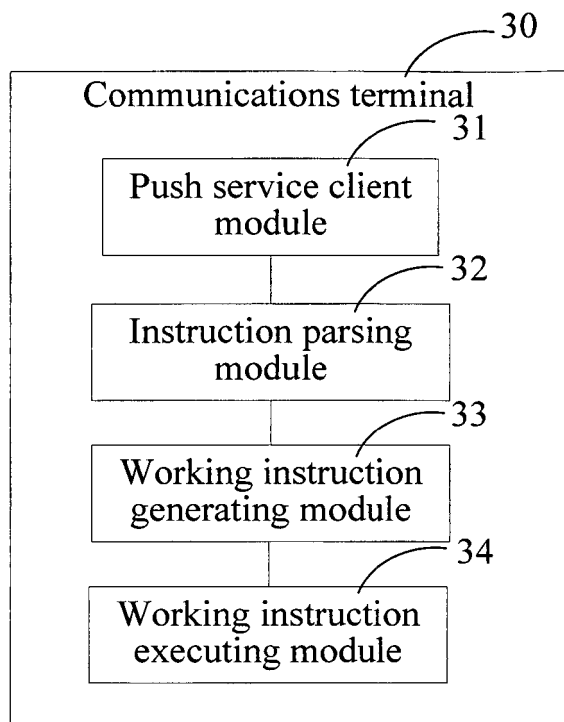 30
Communications terminal
31
Push service client
module
32
Instruction parsing
module
33
Working instruction
generating module
34
Working instruction
executing module